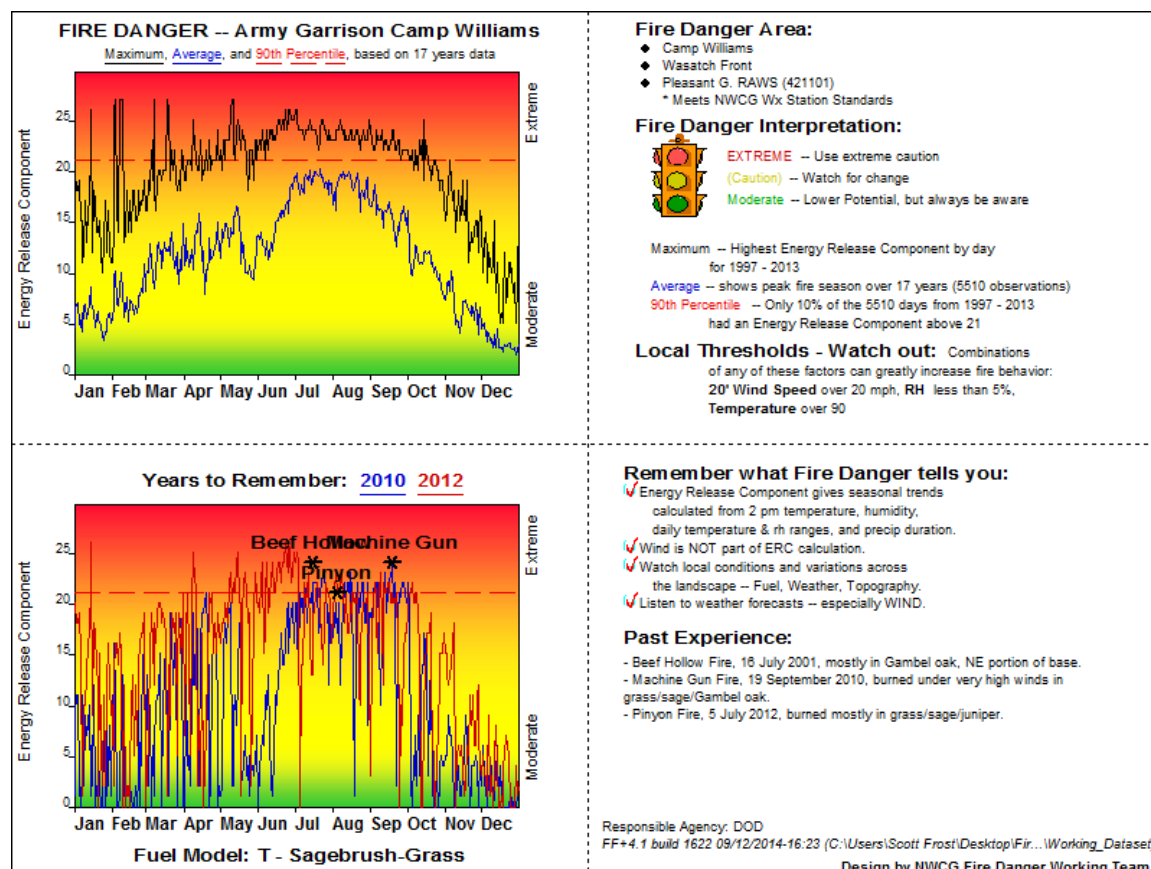 FIRE DANGER -- Army Garrison Camp Williams
Maximum, Average, and 90th Percentile, based on 17 years data
Energy Release Component
25
20
15
10
5
0
Extreme
Moderate
Jan Feb Mar Apr May Jun Jul Aug Sep Oct Nov Dec
Fire Danger Area:
Camp Williams
Wasatch Front
Pleasant G. RAWS (421101)
* Meets NWCG Wx Station Standards
Fire Danger Interpretation:
EXTREME -- Use extreme caution
(Caution) -- Watch for change
Moderate -- Lower Potential, but always be aware
Maximum -- Highest Energy Release Component by day
for 1997 - 2013
Average -- shows peak fire season over 17 years (5510 observations)
90th Percentile -- Only 10% of the 5510 days from 1997 - 2013
had an Energy Release Component above 21
Local Thresholds - Watch out: Combinations
of any of these factors can greatly increase fire behavior:
20' Wind Speed over 20 mph, RH less than 5%,
Temperature over 90
Years to Remember: 2010 2012
Energy Release Component
25
20
15
10
5
0
Extreme
Moderate
Beef Hollow Machine Gun
Pinyon
Jan Feb Mar Apr May Jun Jul Aug Sep Oct Nov Dec
Fuel Model: T - Sagebrush-Grass
Remember what Fire Danger tells you:
Energy Release Component gives seasonal trends
calculated from 2 pm temperature, humidity,
daily temperature & rh ranges, and precip duration.
Wind is NOT part of ERC calculation.
Watch local conditions and variations across
the landscape -- Fuel, Weather, Topography.
Listen to weather forecasts -- especially WIND.
Past Experience:
- Beef Hollow Fire, 16 July 2001, mostly in Gambel oak, NE portion of base.
- Machine Gun Fire, 19 September 2010, burned under very high winds in
grass/sage/Gambel oak.
- Pinyon Fire, 5 July 2012, burned mostly in grass/sage/juniper.
Responsible Agency: DOD
FF+4.1 build 1622 09/12/2014-16:23 (C:\Users\Scott Frost\Desktop\Fir...\Working_Dataset)
Design by NWCG Fire Danger Working Team